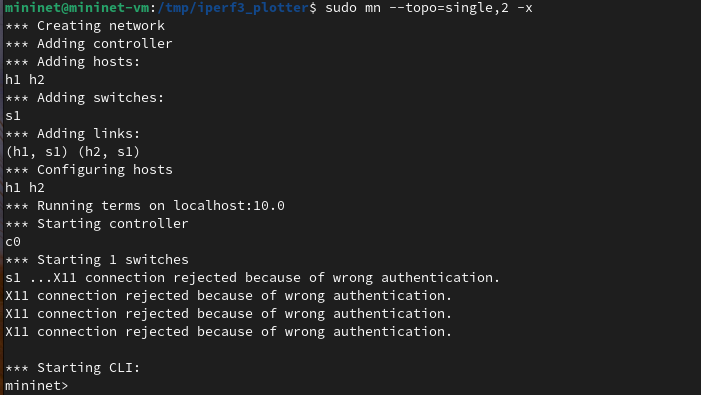 mininet@mininet-vm:/tmp/iperf3_plotter$ sudo mn --topo=single,2 -x
*** Creating network
*** Adding controller
*** Adding hosts:
h1 h2
*** Adding switches:
s1
*** Adding links:
(h1, s1) (h2, s1)
*** Configuring hosts
h1 h2
*** Running terms on localhost:10.0
*** Starting controller
c0
*** Starting 1 switches
s1 ...X11 connection rejected because of wrong authentication.
X11 connection rejected because of wrong authentication.
X11 connection rejected because of wrong authentication.
X11 connection rejected because of wrong authentication.
*** Starting CLI:
mininet>